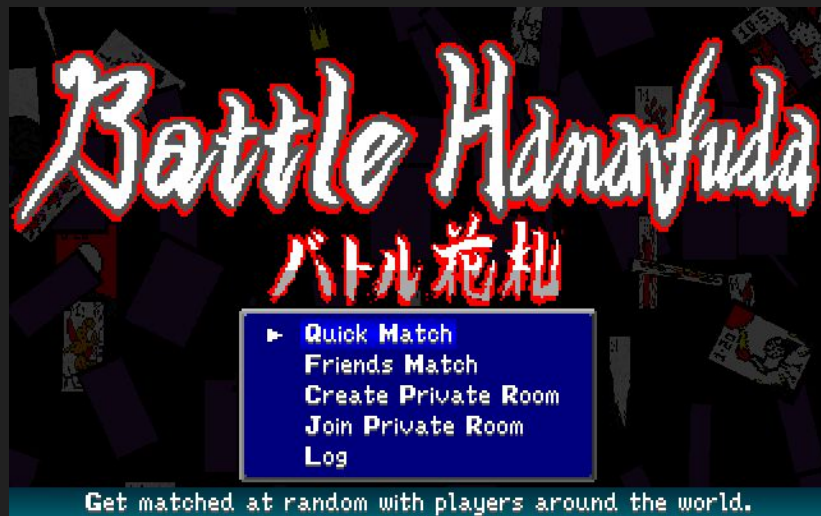 Battle Hanafuda
バトル花札
Quick Match
Friends Match
Create Private Room
Join Private Room
Log
Get matched at random with players around the world.